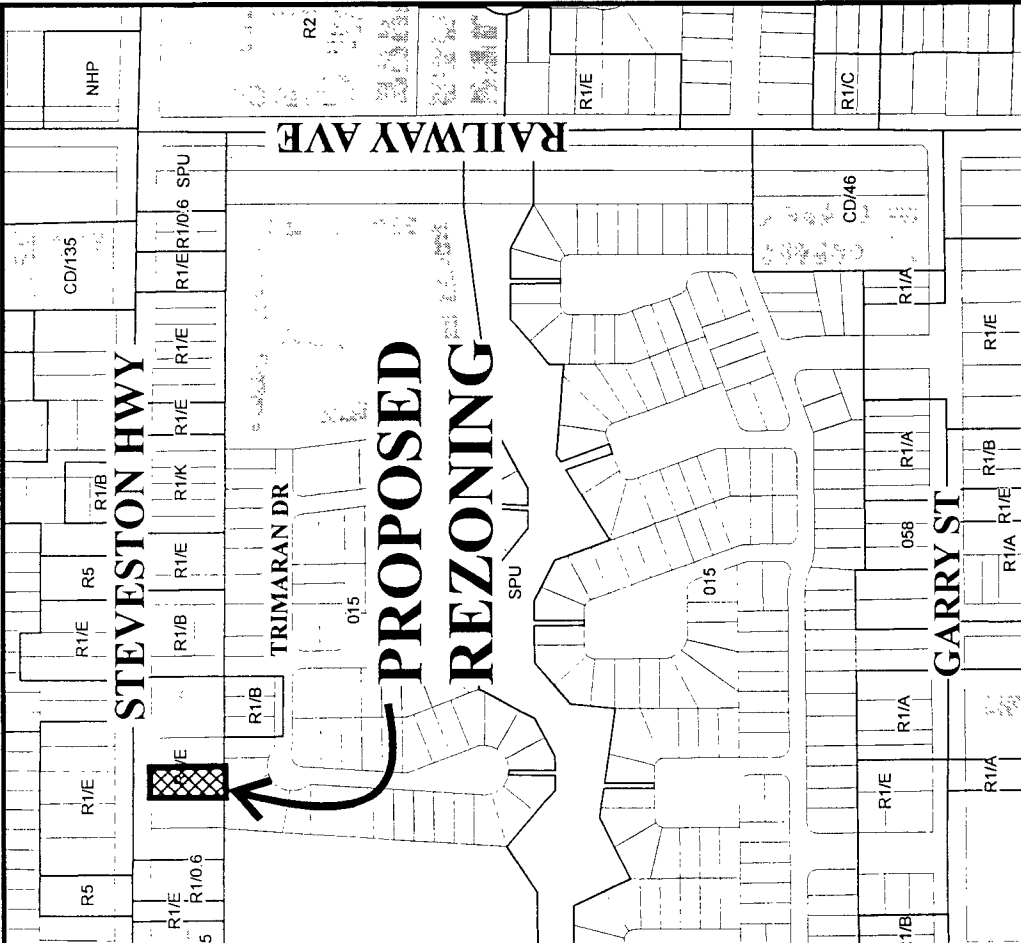 R2
NHP
R1/E
R1/C
RAILWAY AVE
SPU
R1/0.6
R1/E
CD/135
CD/46
R1/A
R1/E
R1/E
R1/E
STEVESTON HWY
PROPOSED
REZONING
R1/B
R1/K
R1/A
R1/B
TRIMARAN DR
R5
R1/E
058
R1/E
R1/A
GARRY ST
SPU
015
015
R1/E
R1/B
R1/B
R1/A
R1/E
R1/E
R1/A
R5
R1/E
R1/0.6